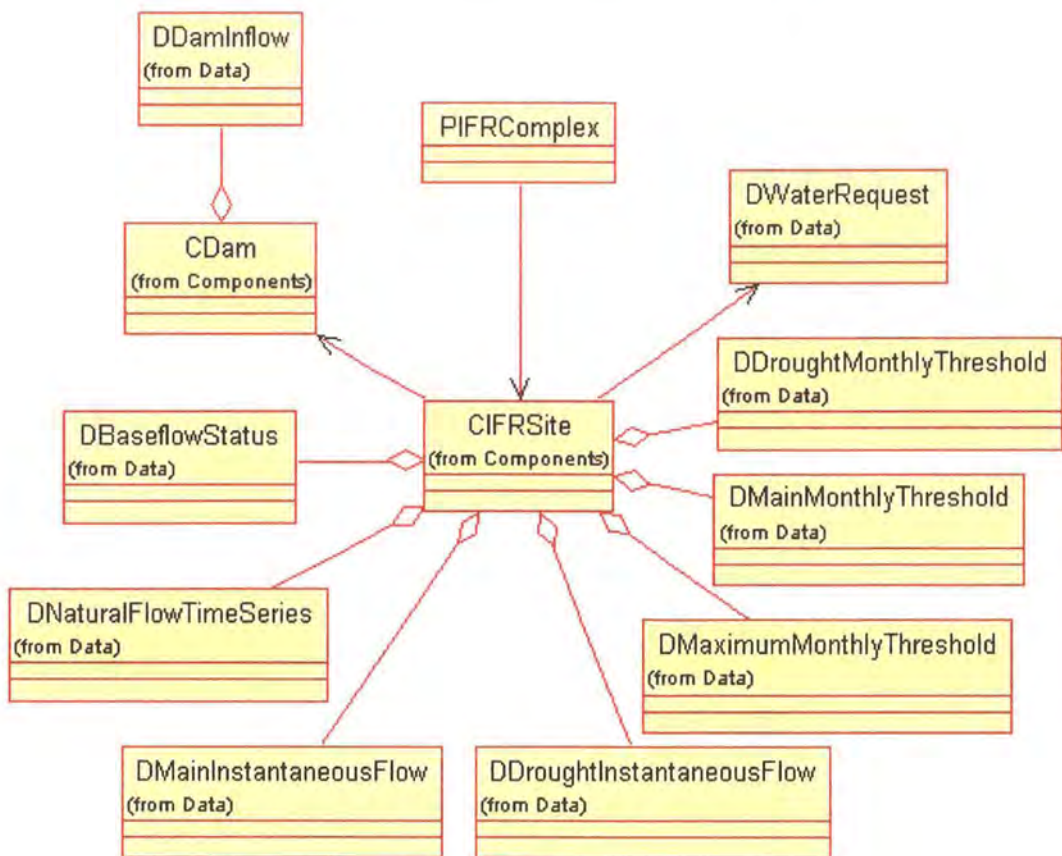 DDamInflow
(from Data)
PIFRComplex
DWaterRequest
(from Data)
CDam
(from Components)
DDroughtMonthlyThreshold
(from Data)
CIFRSite
(from Components)
DBaseflowStatus
(from Data)
DMainMonthlyThreshold
(from Data)
DNaturalFlowTimeSeries
(from Data)
DMaximumMonthlyThreshold
(from Data)
DMainInstantaneousFlow
(from Data)
DDroughtInstantaneousFlow
(from Data)